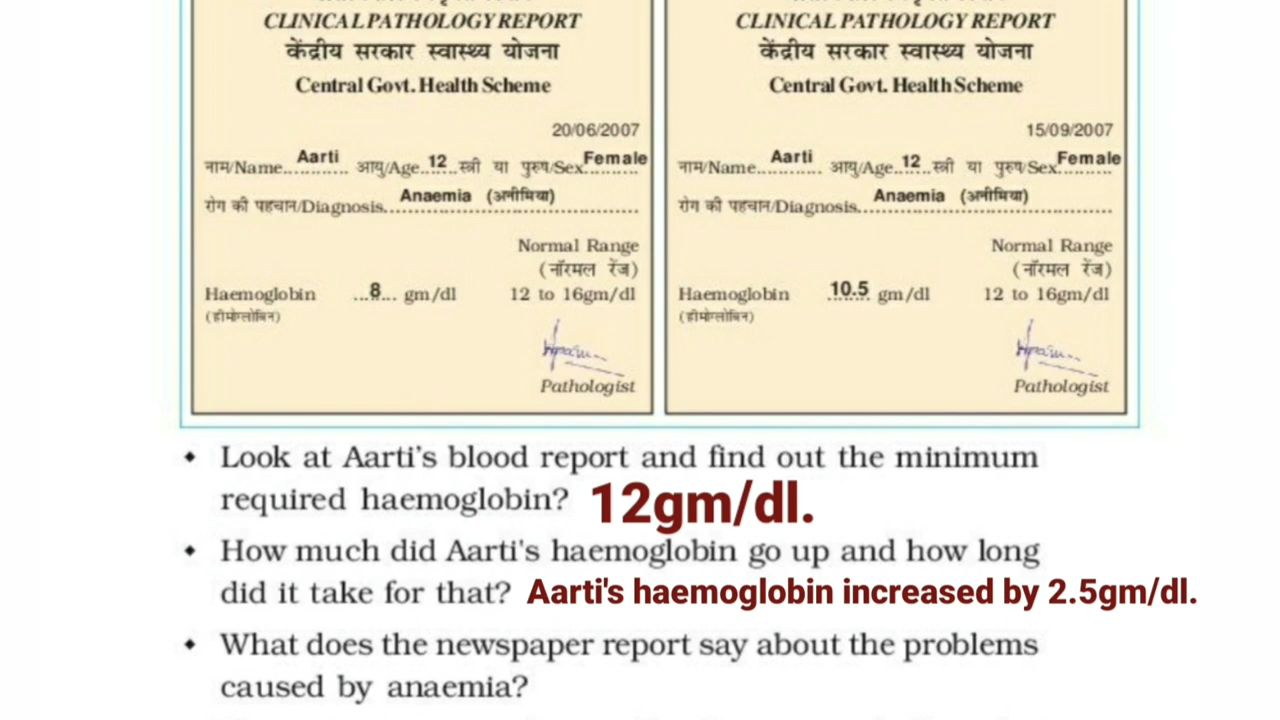 CLINICAL PATHOLOGY REPORT
केंद्रीय सरकार स्वास्थ्य योजना
Central Govt. Health Scheme
20/06/2007
नाम/Name.. Aarti ........ आयु/Age..12...स्त्री या पुरुष/Sex..Female
रोग की पहचान/Diagnosis.. Anaemia (अनीमिया)
Normal Range
(नॉरमल रेंज)
Haemoglobin ...8... gm/dl 12 to 16gm/dl
(हीमोग्लोबिन)
Pathologist
CLINICAL PATHOLOGY REPORT
केंद्रीय सरकार स्वास्थ्य योजना
Central Govt. Health Scheme
15/09/2007
नाम/Name.. Aarti ........ आयु/Age..12...स्त्री या पुरुष/Sex..Female
रोग की पहचान/Diagnosis.. Anaemia (अनीमिया)
Normal Range
(नॉरमल रेंज)
Haemoglobin 10.5 gm/dl 12 to 16gm/dl
(हीमोग्लोबिन)
Pathologist
◆ Look at Aarti's blood report and find out the minimum
required haemoglobin? 12gm/dl.
◆ How much did Aarti's haemoglobin go up and how long
did it take for that? Aarti's haemoglobin increased by 2.5gm/dl.
◆ What does the newspaper report say about the problems
caused by anaemia?